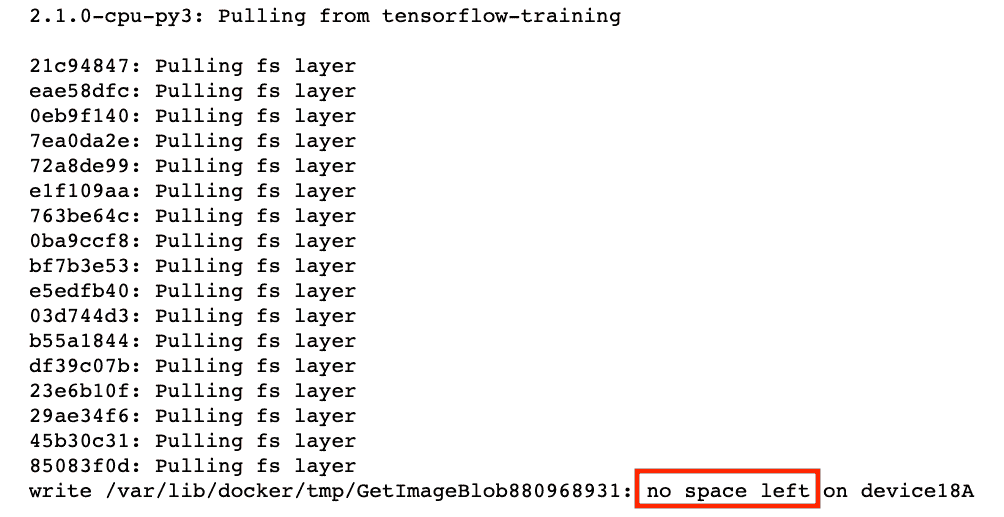 2.1.0-cpu-py3: Pulling from tensorflow-training
21c94847: Pulling fs layer
eae58dfc: Pulling fs layer
0eb9f140: Pulling fs layer
7ea0da2e: Pulling fs layer
72a8de99: Pulling fs layer
e1f109aa: Pulling fs layer
763be64c: Pulling fs layer
0ba9ccf8: Pulling fs layer
bf7b3e53: Pulling fs layer
e5edfb40: Pulling fs layer
03d744d3: Pulling fs layer
b55a1844: Pulling fs layer
df39c07b: Pulling fs layer
23e6b10f: Pulling fs layer
29ae34f6: Pulling fs layer
45b30c31: Pulling fs layer
85083f0d: Pulling fs layer
write /var/lib/docker/tmp/GetImageBlob880968931: no space left on device18A